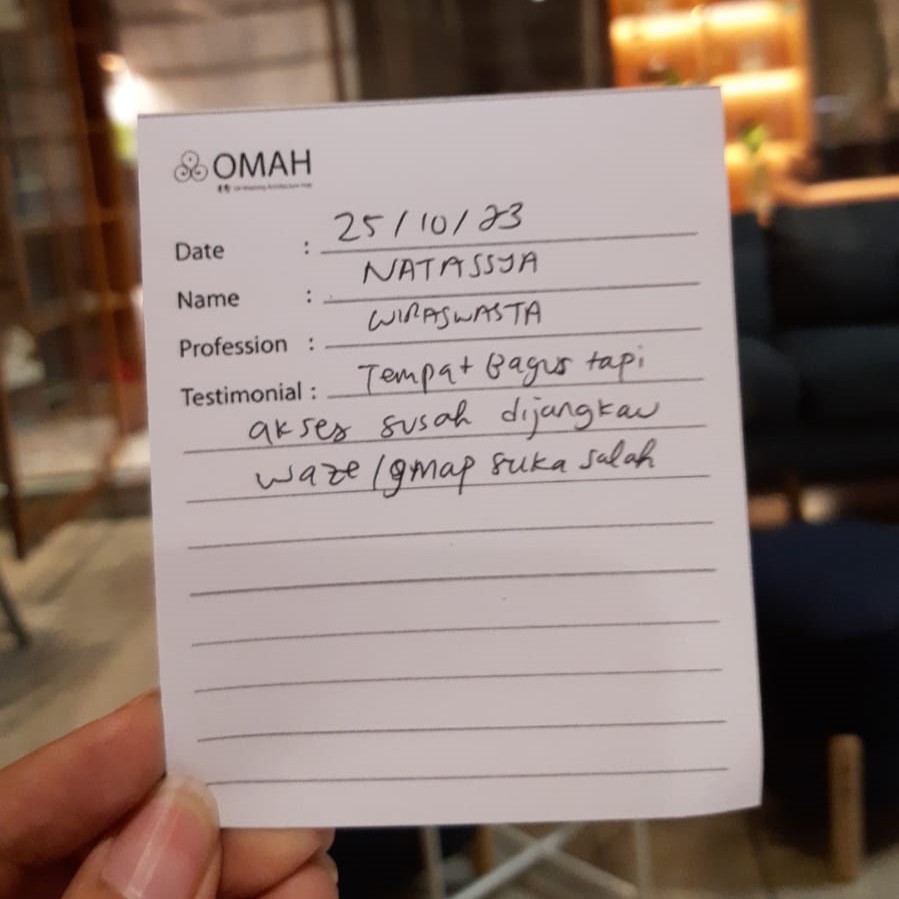 OMAH
Date : 25/10/23
Name : NATASSYA
Profession : WIRASWASTA
Testimonial : Tempat Bagus tapi
akses susah dijangkau
waze/gmap suka salah